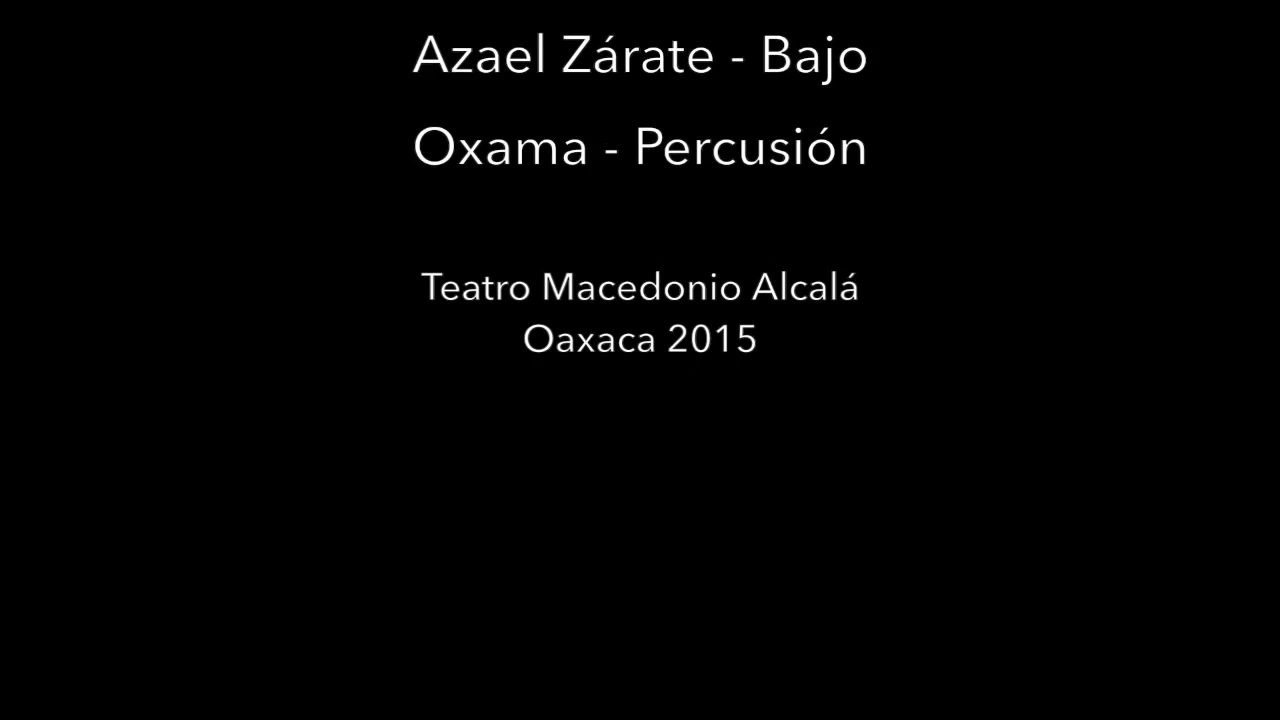 Azael Zárate - Bajo
Oxama - Percusión
Teatro Macedonio Alcalá
Oaxaca 2015